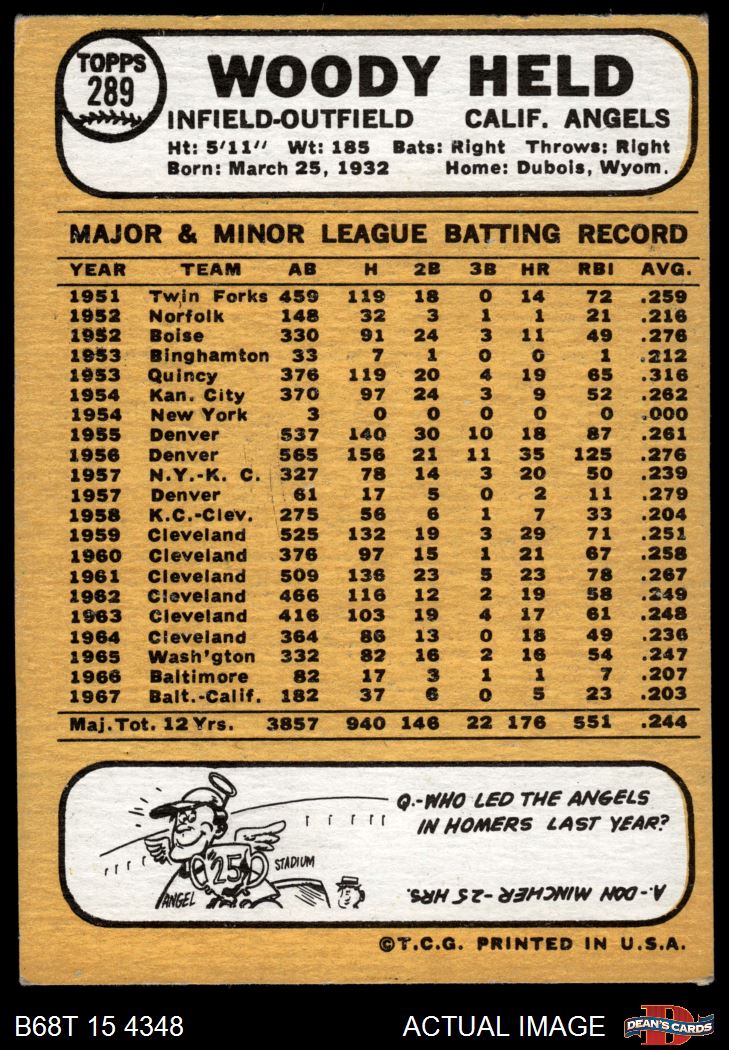 TOPPS
289
WOODY HELD
INFIELD-OUTFIELD CALIF. ANGELS
Ht: 5'11" Wt: 185 Bats: Right Throws: Right
Born: March 25, 1932 Home: Dubois, Wyom.
MAJOR & MINOR LEAGUE BATTING RECORD
YEAR TEAM AB H 2B 3B HR RBI AVG.
1951 Twin Forks 459 119 18 0 14 72 .259
1952 Norfolk 148 32 3 1 1 21 .216
1952 Boise 330 91 24 3 11 49 .276
1953 Binghamton 33 7 1 0 0 1 .212
1953 Quincy 376 119 20 4 19 65 .316
1954 Kan. City 370 97 24 3 9 52 .262
1954 New York 3 0 0 0 0 0 .000
1955 Denver 537 140 30 10 18 87 .261
1956 Denver 565 156 21 11 35 125 .276
1957 N.Y.-K. C. 327 78 14 3 20 50 .239
1957 Denver 61 17 5 0 2 11 .279
1958 K.C.-Clev. 275 56 6 1 7 33 .204
1959 Cleveland 525 132 19 3 29 71 .251
1960 Cleveland 376 97 15 1 21 67 .258
1961 Cleveland 509 136 23 5 23 78 .267
1962 Cleveland 466 116 12 2 19 58 .249
1963 Cleveland 416 103 19 4 17 61 .248
1964 Cleveland 364 86 13 0 18 49 .236
1965 Wash'gton 332 82 16 2 16 54 .247
1966 Baltimore 82 17 3 1 1 7 .207
1967 Balt.-Calif. 182 37 6 0 5 23 .203
Maj. Tot. 12 Yrs. 3857 940 146 22 176 551 .244
Q.-WHO LED THE ANGELS
IN HOMERS LAST YEAR?
25
STADIUM
ANGEL
A.-DON MINCHER-25 HRS.
©T.C.G. PRINTED IN U.S.A.
B68T 15 4348 ACTUAL IMAGE
D
DEAN'S CARDS